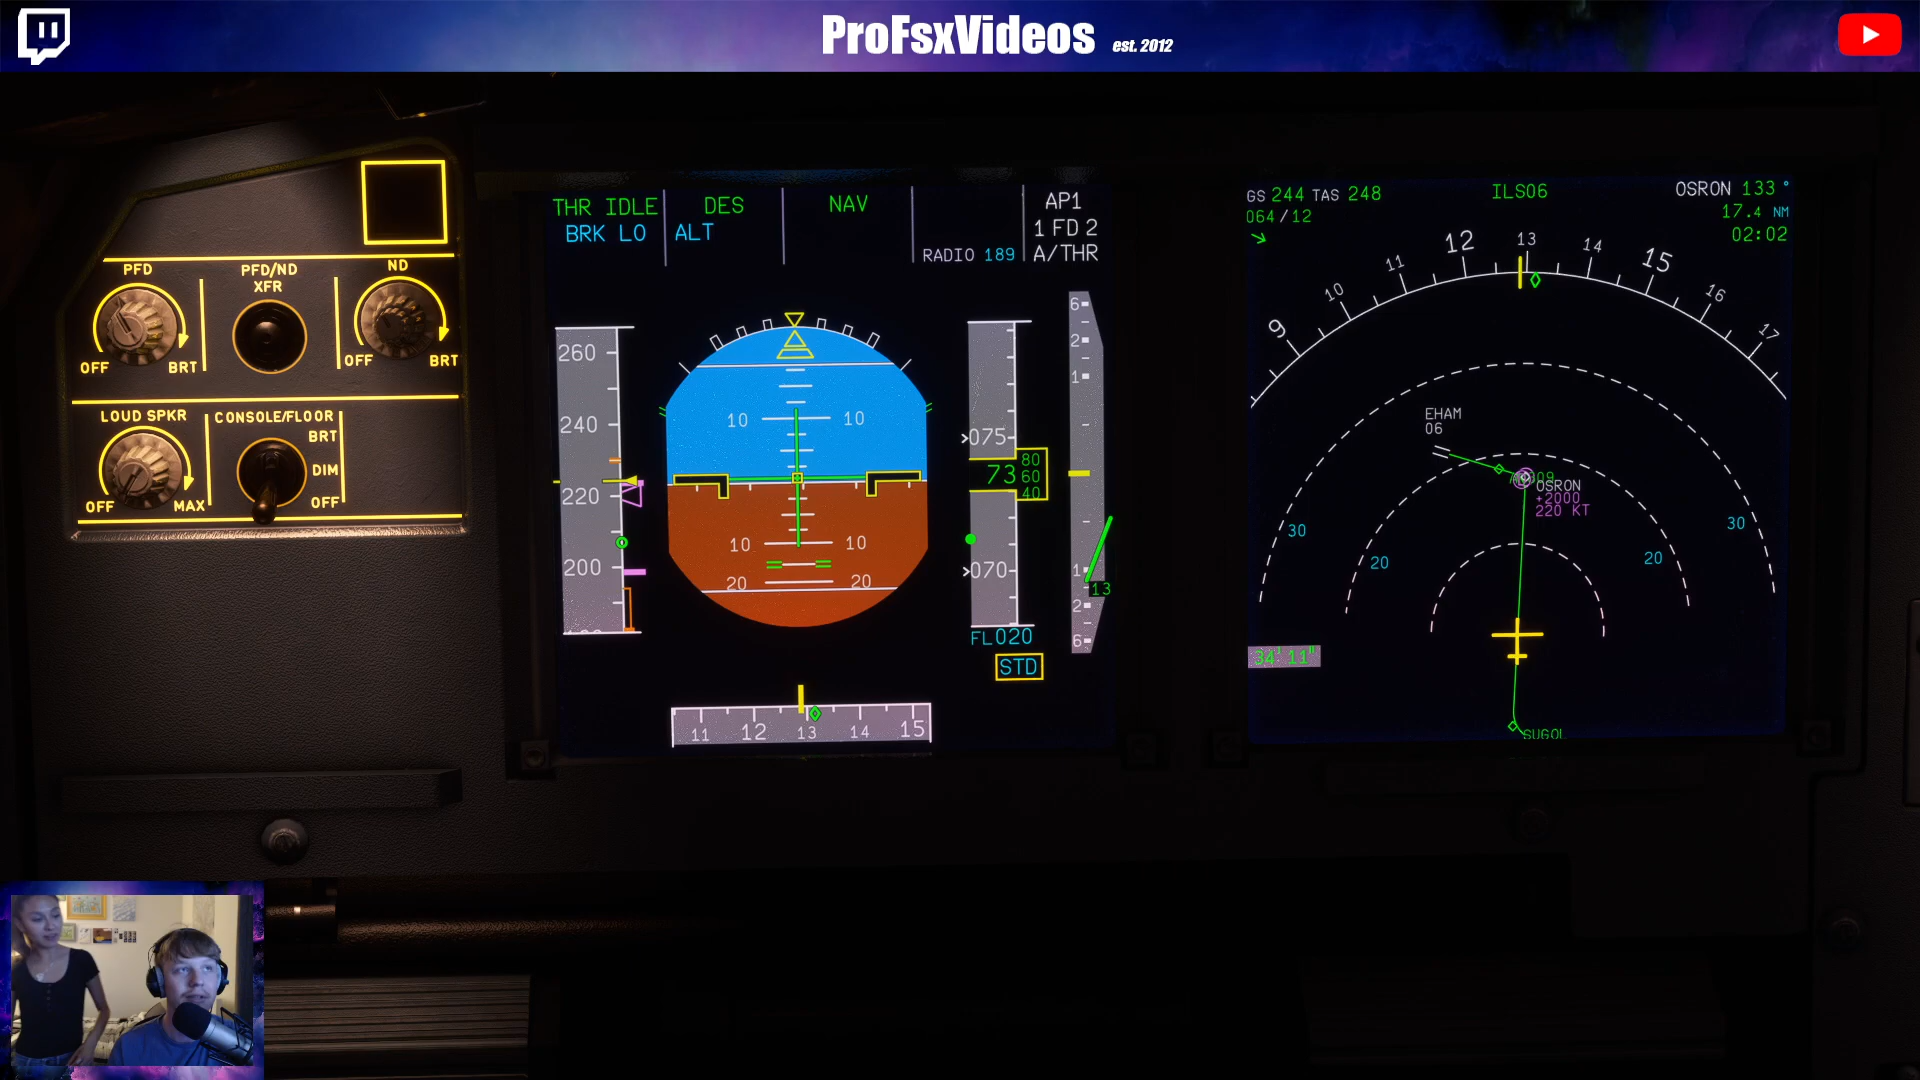 ProFsxVideos est. 2012
PFD
PFD/ND
XFR
ND
OFF
BRT
OFF
BRT
LOUD SPKR
CONSOLE/FLOOR
BRT
DIM
OFF
OFF
MAX
THR IDLE
DES
NAV
AP1
BRK LO
ALT
1 FD 2
RADIO 189
A/THR
260
240
220
200
10 10
10 10
20 20
075
73
80
60
40
070
FL020
STD
6
2
1
1
13
2
6
11 12 13 14 15
GS 244 TAS 248
ILS06
OSRON 133°
064/12
17.4 NM
02:02
9 10 11 12 13 14 15 16 17
EHAM
06
OSRON
+2000
220 KT
30 30
20 20
34'11"
SUGOL